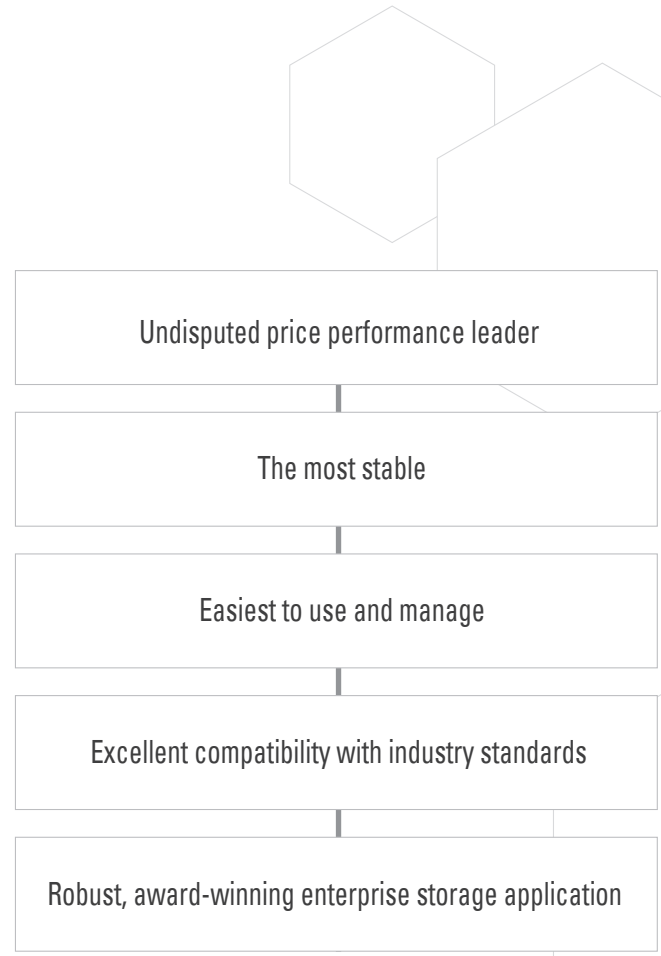 Undisputed price performance leader
The most stable
Easiest to use and manage
Excellent compatibility with industry standards
Robust, award-winning enterprise storage application